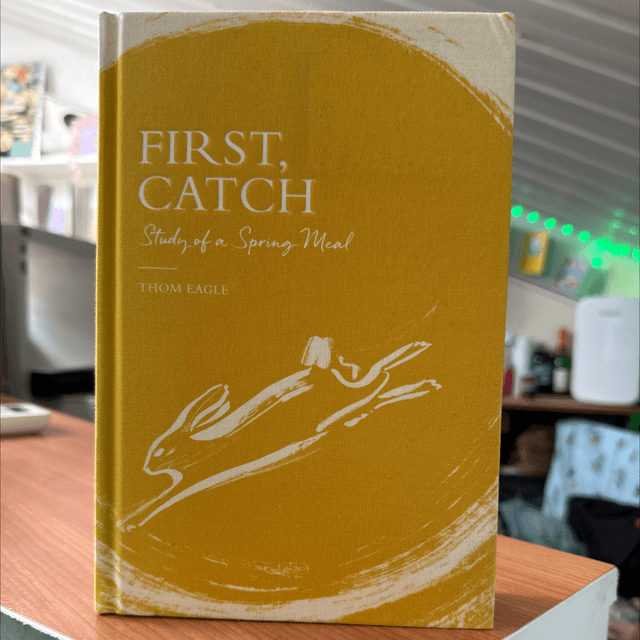 FIRST,
CATCH
Study of a Spring Meal
THOM EAGLE